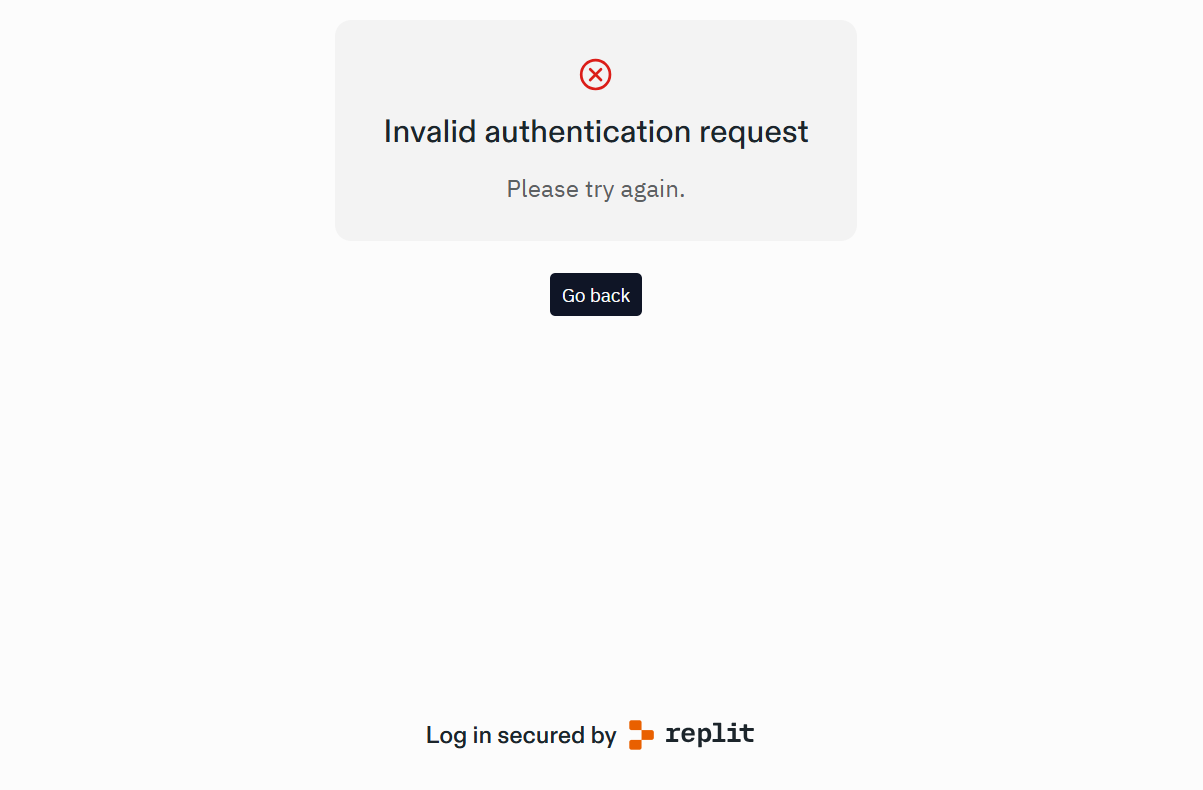 Invalid authentication request
Please try again.
Go back
Log in secured by replit